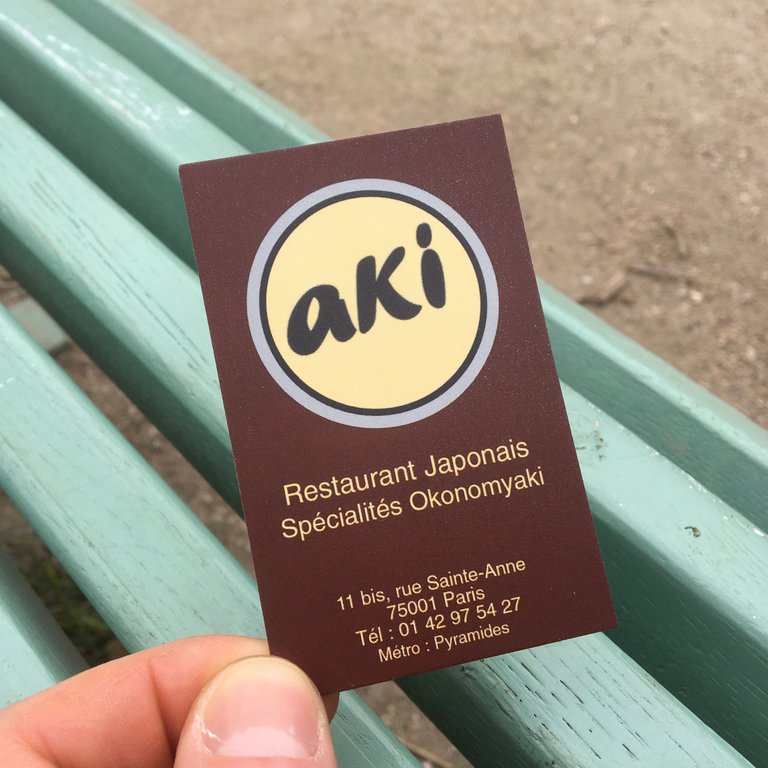 aki
Restaurant Japonais
Spécialités Okonomyaki
11 bis, rue Sainte-Anne
75001 Paris
Tél : 01 42 97 54 27
Métro : Pyramides